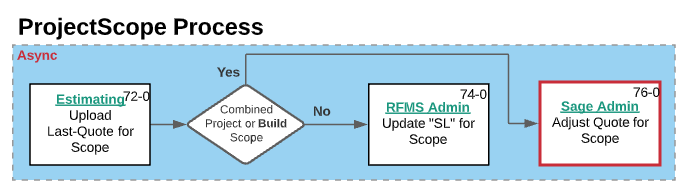 ProjectScope Process
Async
Estimating 72-0
Upload
Last-Quote for
Scope
Yes
Combined
Project or Build
Scope
No
74-0
RFMS Admin
Update "SL" for
Scope
76-0
Sage Admin
Adjust Quote for
Scope